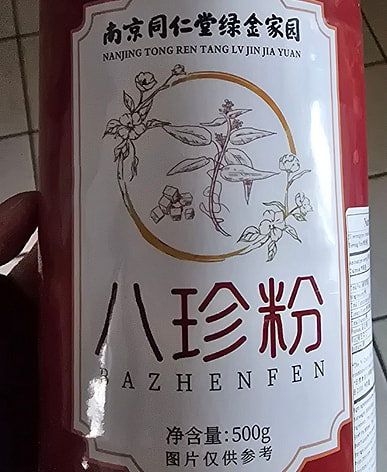 南京同仁堂绿金家园
NANJING TONG REN TANG LV JIN JIA YUAN
八珍粉
BAZHENFEN
净含量:500g
图片仅供参考